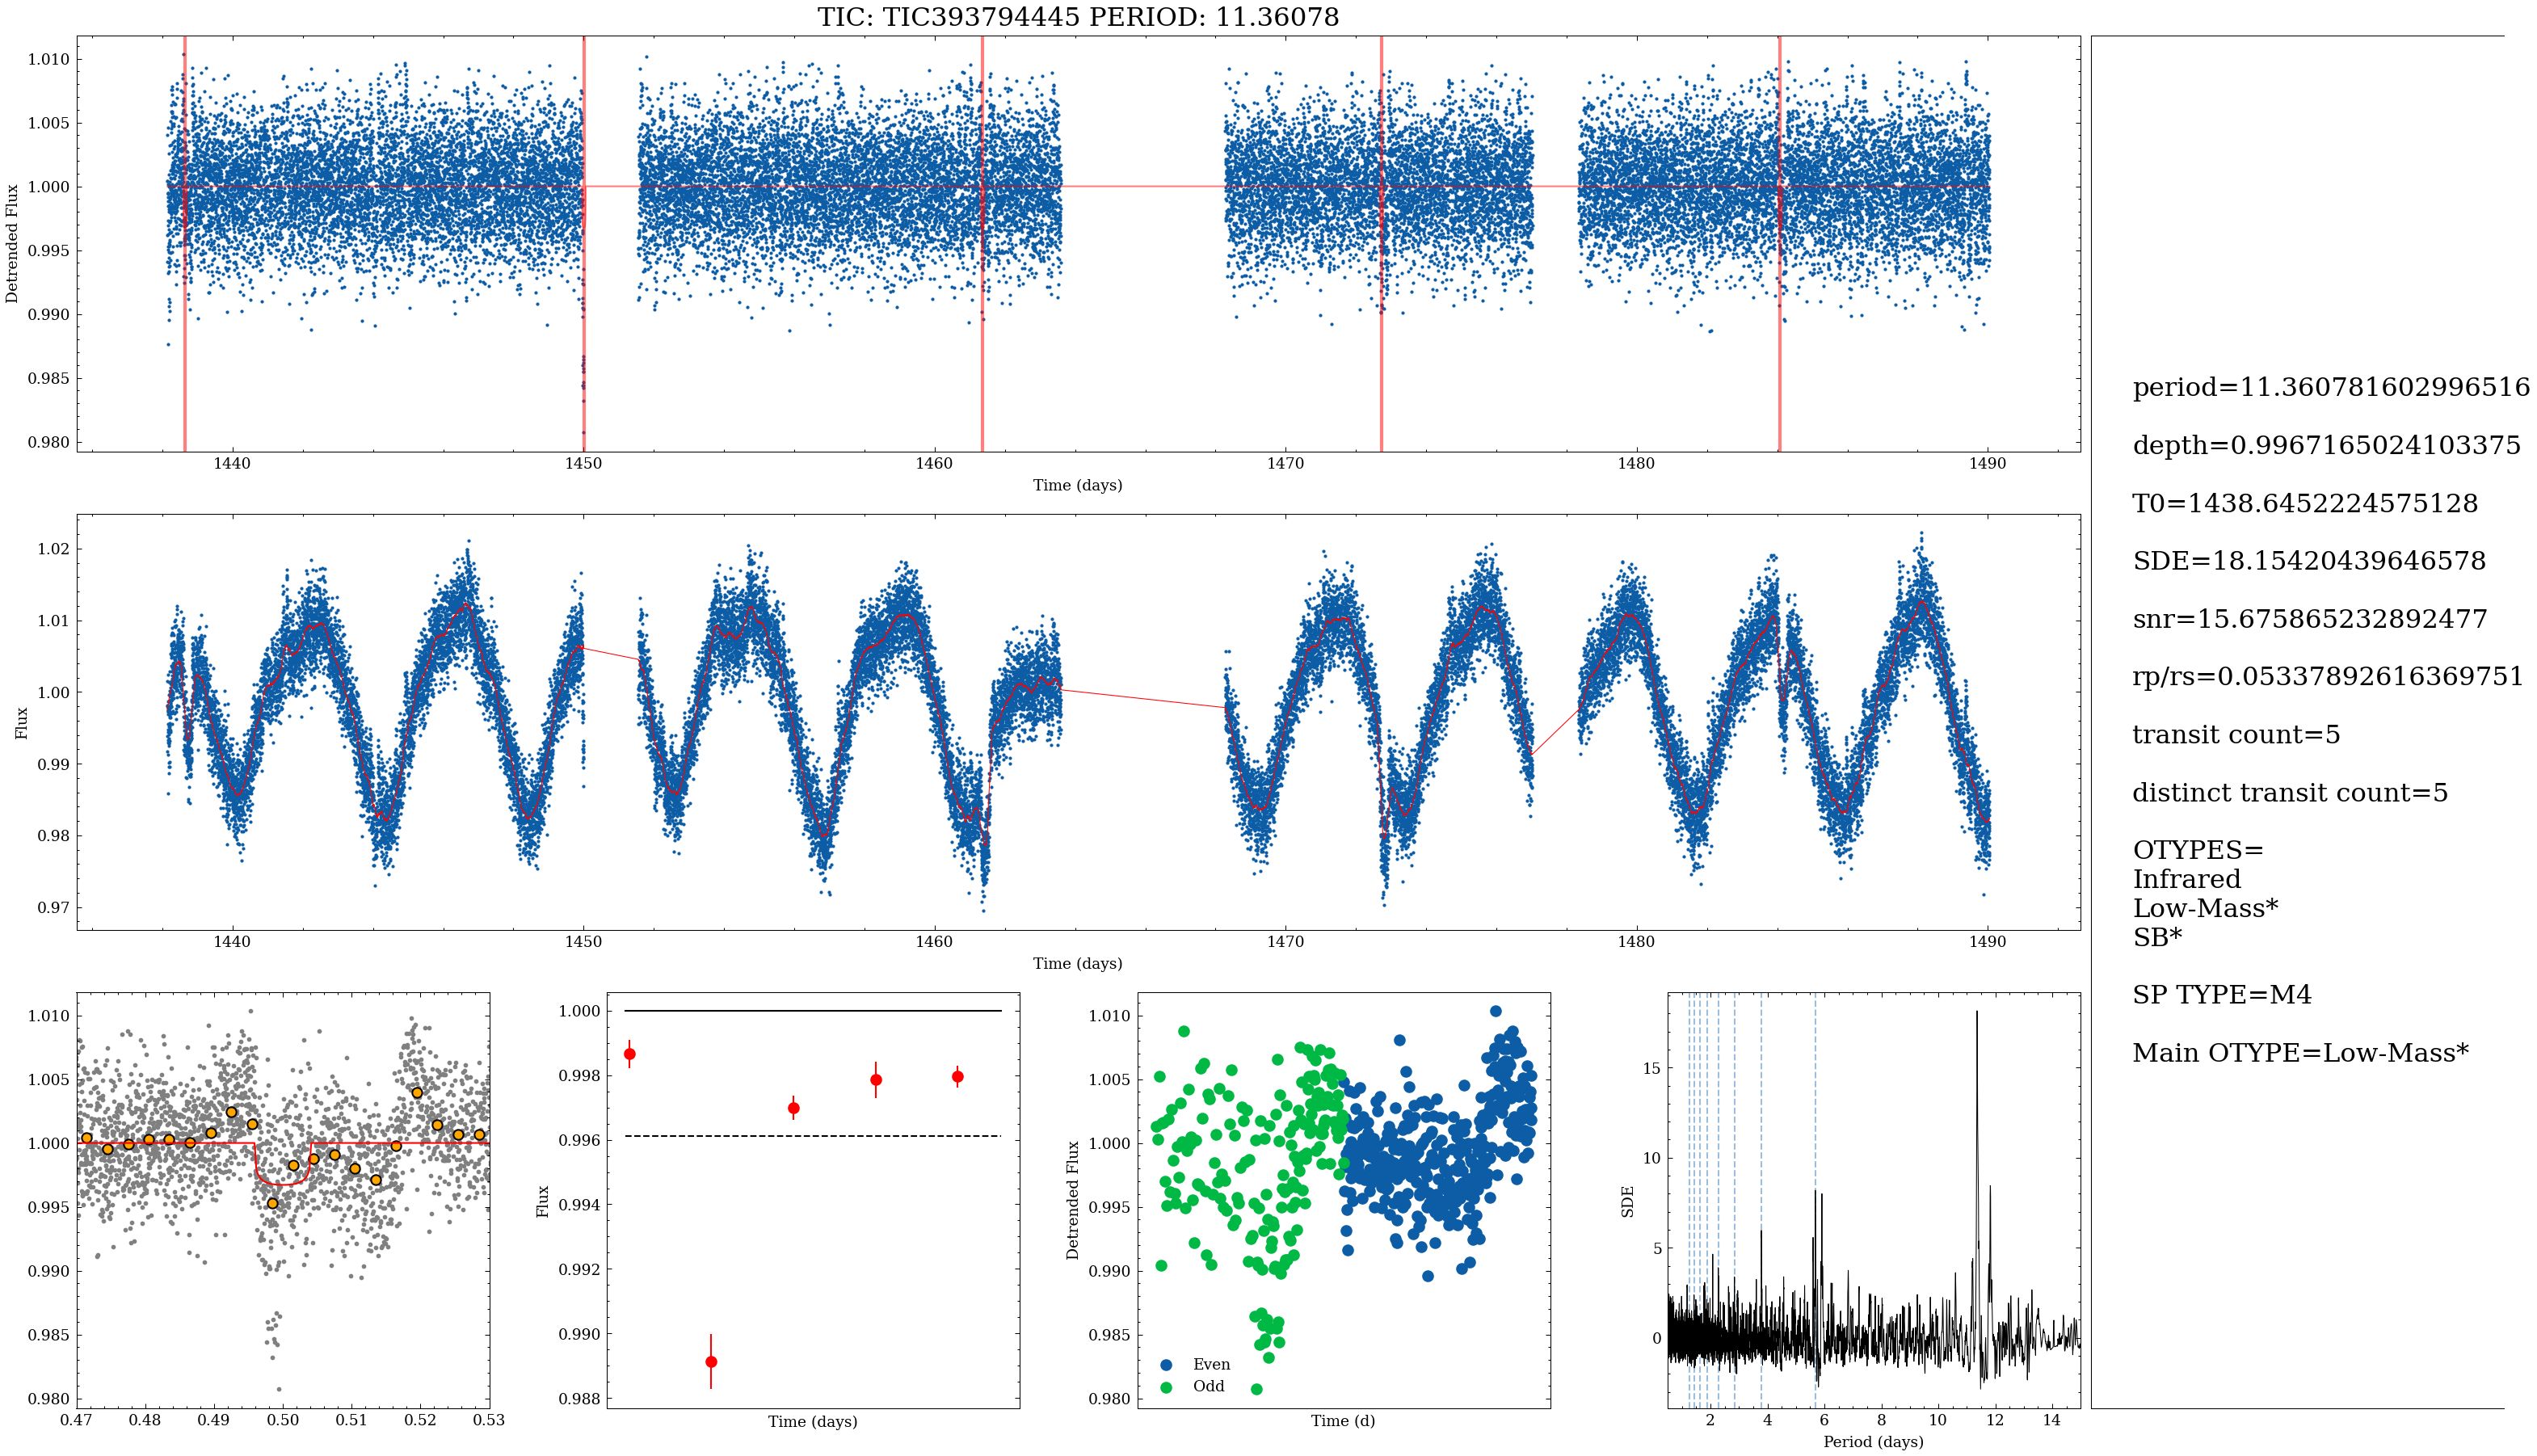 TIC: TIC393794445 PERIOD: 11.36078
1.010
1.005
1.000
0.995
0.990
0.985
0.980
Detrended Flux
1440
1450
1460
1470
1480
1490
Time (days)
1.02
1.01
1.00
0.99
0.98
0.97
Flux
1440
1450
1460
1470
1480
1490
Time (days)
1.010
1.005
1.000
0.995
0.990
0.985
0.980
0.47
0.48
0.49
0.50
0.51
0.52
0.53
1.000
0.998
0.996
0.994
0.992
0.990
0.988
Flux
Time (days)
1.010
1.005
1.000
0.995
0.990
0.985
0.980
Detrended Flux
Even
Odd
Time (d)
15
10
5
0
SDE
2
4
6
8
10
12
14
Period (days)
period=11.360781602996516
depth=0.9967165024103375
T0=1438.6452224575128
SDE=18.15420439646578
snr=15.675865232892477
rp/rs=0.05337892616369751
transit count=5
distinct transit count=5
OTYPES=
Infrared
Low-Mass*
SB*
SP TYPE=M4
Main OTYPE=Low-Mass*